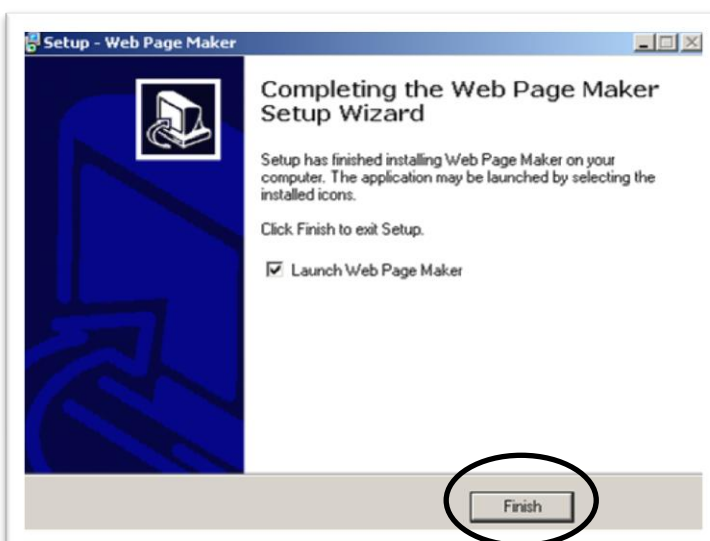 Setup - Web Page Maker
Completing the Web Page Maker
Setup Wizard
Setup has finished installing Web Page Maker on your
computer. The application may be launched by selecting the
installed icons.
Click Finish to exit Setup.
Launch Web Page Maker
Finish